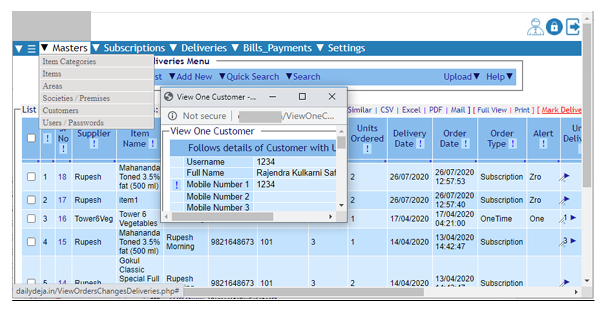 ▼ ☰ ▼ Masters ▼ Subscriptions ▼ Deliveries ▼ Bills_Payments ▼ Settings
Item Categories
Items
Areas
Societies / Premises
Customers
Users / Passwords
liveries Menu
st ▼Add New ▼Quick Search ▼Search Upload▼ Help▼
View One Customer -...
Not secure /ViewOneC...
View One Customer
Follows details of Customer with U
Username 1234
Full Name Rajendra Kulkarni Saf
! Mobile Number 1 1234
Mobile Number 2
Mobile Number 3
List Similar | CSV | Excel | PDF | Mail ] [ Full View | Print ] [ Mark Delive
! Sr No ! Supplier Item Name ! Units Ordered ! Delivery Date ! Order Date ! Order Type ! Alert ! Un Deliv
1 18 Rupesh Mahananda Toned 3.5% fat (500 ml) 2 26/07/2020 26/07/2020 12:57:53 Subscription Zro
2 17 Rupesh item1 2 26/07/2020 26/07/2020 12:57:40 Subscription Zro
3 16 Tower6Veg Tower 6 Vegetables 1 17/04/2020 17/04/2020 04:21:00 OneTime One 1
4 15 Rupesh Mahananda Toned 3.5% fat (500 ml) Rupesh Morning 9821648673 101 3 1 14/04/2020 13/04/2020 14:42:47 Subscription 3
5 14 Rupesh Gokul Classic Special Full Rupesh 9821648673 101 3 2 14/04/2020 13/04/2020 Subscription
dailydeja.in/ViewOrdersChangesDeliveries.php#